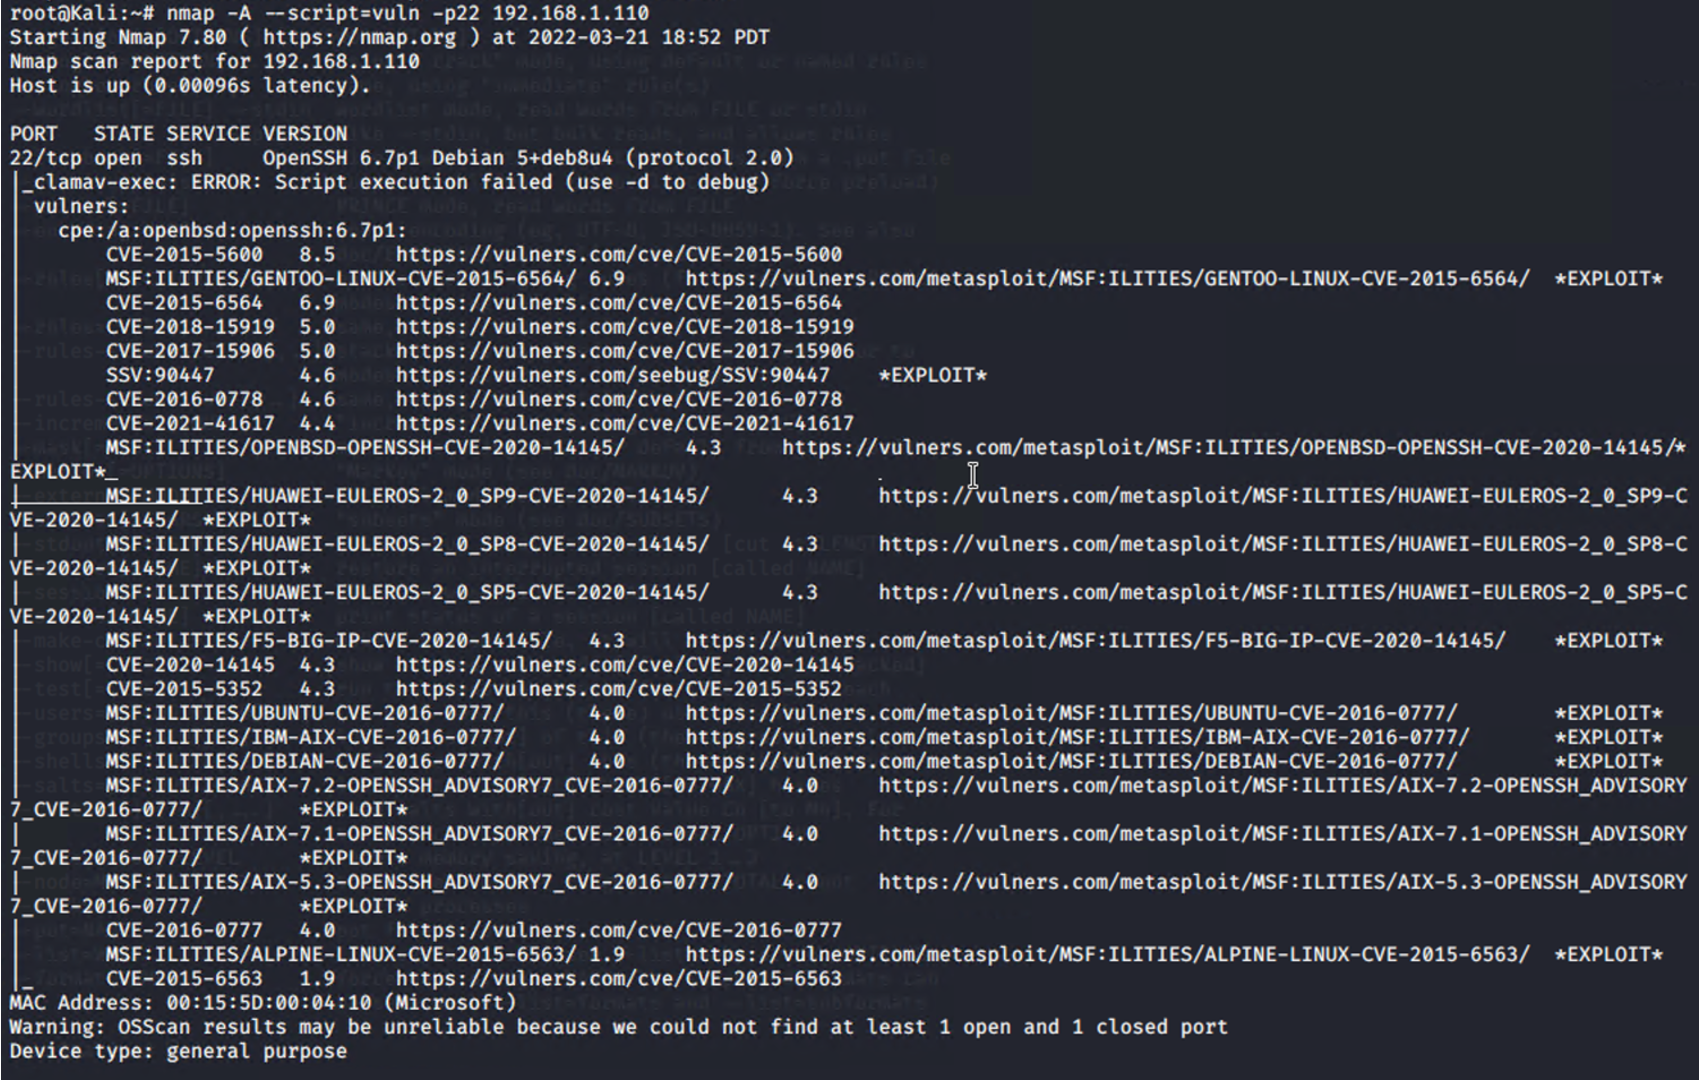 root@Kali:~# nmap -A --script=vuln -p22 192.168.1.110
Starting Nmap 7.80 ( https://nmap.org ) at 2022-03-21 18:52 PDT
Nmap scan report for 192.168.1.110
Host is up (0.00096s latency).
PORT   STATE SERVICE VERSION
22/tcp open  ssh     OpenSSH 6.7p1 Debian 5+deb8u4 (protocol 2.0)
|_clamav-exec: ERROR: Script execution failed (use -d to debug)
| vulners:
|   cpe:/a:openbsd:openssh:6.7p1:
|       CVE-2015-5600   8.5     https://vulners.com/cve/CVE-2015-5600
|       MSF:ILITIES/GENTOO-LINUX-CVE-2015-6564/ 6.9     https://vulners.com/metasploit/MSF:ILITIES/GENTOO-LINUX-CVE-2015-6564/  *EXPLOIT*
|       CVE-2015-6564   6.9     https://vulners.com/cve/CVE-2015-6564
|       CVE-2018-15919  5.0     https://vulners.com/cve/CVE-2018-15919
|       CVE-2017-15906  5.0     https://vulners.com/cve/CVE-2017-15906
|       SSV:90447       4.6     https://vulners.com/seebug/SSV:90447    *EXPLOIT*
|       CVE-2016-0778   4.6     https://vulners.com/cve/CVE-2016-0778
|       CVE-2021-41617  4.4     https://vulners.com/cve/CVE-2021-41617
|       MSF:ILITIES/OPENBSD-OPENSSH-CVE-2020-14145/     4.3     https://vulners.com/metasploit/MSF:ILITIES/OPENBSD-OPENSSH-CVE-2020-14145/*
EXPLOIT*
|       MSF:ILITIES/HUAWEI-EULEROS-2_0_SP9-CVE-2020-14145/      4.3     https://vulners.com/metasploit/MSF:ILITIES/HUAWEI-EULEROS-2_0_SP9-C
VE-2020-14145/  *EXPLOIT*
|       MSF:ILITIES/HUAWEI-EULEROS-2_0_SP8-CVE-2020-14145/      4.3     https://vulners.com/metasploit/MSF:ILITIES/HUAWEI-EULEROS-2_0_SP8-C
VE-2020-14145/  *EXPLOIT*
|       MSF:ILITIES/HUAWEI-EULEROS-2_0_SP5-CVE-2020-14145/      4.3     https://vulners.com/metasploit/MSF:ILITIES/HUAWEI-EULEROS-2_0_SP5-C
VE-2020-14145/  *EXPLOIT*
|       MSF:ILITIES/F5-BIG-IP-CVE-2020-14145/   4.3     https://vulners.com/metasploit/MSF:ILITIES/F5-BIG-IP-CVE-2020-14145/    *EXPLOIT*
|       CVE-2020-14145  4.3     https://vulners.com/cve/CVE-2020-14145
|       CVE-2015-5352   4.3     https://vulners.com/cve/CVE-2015-5352
|       MSF:ILITIES/UBUNTU-CVE-2016-0777/       4.0     https://vulners.com/metasploit/MSF:ILITIES/UBUNTU-CVE-2016-0777/        *EXPLOIT*
|       MSF:ILITIES/IBM-AIX-CVE-2016-0777/      4.0     https://vulners.com/metasploit/MSF:ILITIES/IBM-AIX-CVE-2016-0777/       *EXPLOIT*
|       MSF:ILITIES/DEBIAN-CVE-2016-0777/       4.0     https://vulners.com/metasploit/MSF:ILITIES/DEBIAN-CVE-2016-0777/        *EXPLOIT*
|       MSF:ILITIES/AIX-7.2-OPENSSH_ADVISORY7_CVE-2016-0777/    4.0     https://vulners.com/metasploit/MSF:ILITIES/AIX-7.2-OPENSSH_ADVISORY
7_CVE-2016-0777/        *EXPLOIT*
|       MSF:ILITIES/AIX-7.1-OPENSSH_ADVISORY7_CVE-2016-0777/    4.0     https://vulners.com/metasploit/MSF:ILITIES/AIX-7.1-OPENSSH_ADVISORY
7_CVE-2016-0777/        *EXPLOIT*
|       MSF:ILITIES/AIX-5.3-OPENSSH_ADVISORY7_CVE-2016-0777/    4.0     https://vulners.com/metasploit/MSF:ILITIES/AIX-5.3-OPENSSH_ADVISORY
7_CVE-2016-0777/        *EXPLOIT*
|       CVE-2016-0777   4.0     https://vulners.com/cve/CVE-2016-0777
|       MSF:ILITIES/ALPINE-LINUX-CVE-2015-6563/ 1.9     https://vulners.com/metasploit/MSF:ILITIES/ALPINE-LINUX-CVE-2015-6563/  *EXPLOIT*
|_      CVE-2015-6563   1.9     https://vulners.com/cve/CVE-2015-6563
MAC Address: 00:15:5D:00:04:10 (Microsoft)
Warning: OSScan results may be unreliable because we could not find at least 1 open and 1 closed port
Device type: general purpose